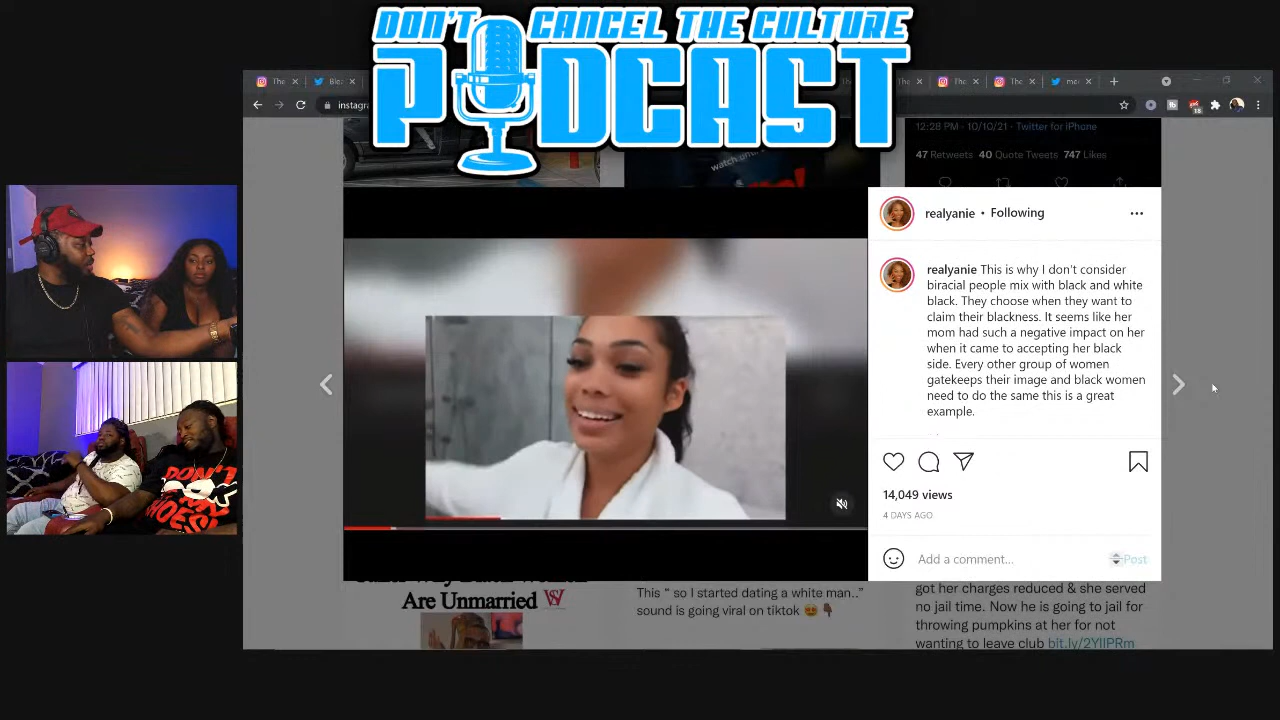 DON'T CANCEL THE CULTURE
PODCAST
The
instagra
The
The
12:28 PM · 10/10/21 · Twitter for iPhone
47 Retweets 40 Quote Tweets 747 Likes
realyanie • Following
realyanie This is why I don't consider
biracial people mix with black and white
black. They choose when they want to
claim their blackness. It seems like her
mom had such a negative impact on her
when it came to accepting her black
side. Every other group of women
gatekeeps their image and black women
need to do the same this is a great
example.
14,049 views
4 DAYS AGO
Add a comment...
Post
Are Unmarried
This “ so I started dating a white man..”
sound is going viral on tiktok
got her charges reduced & she served
no jail time. Now he is going to jail for
throwing pumpkins at her for not
wanting to leave club bit.ly/2YIIPRm
DON'T